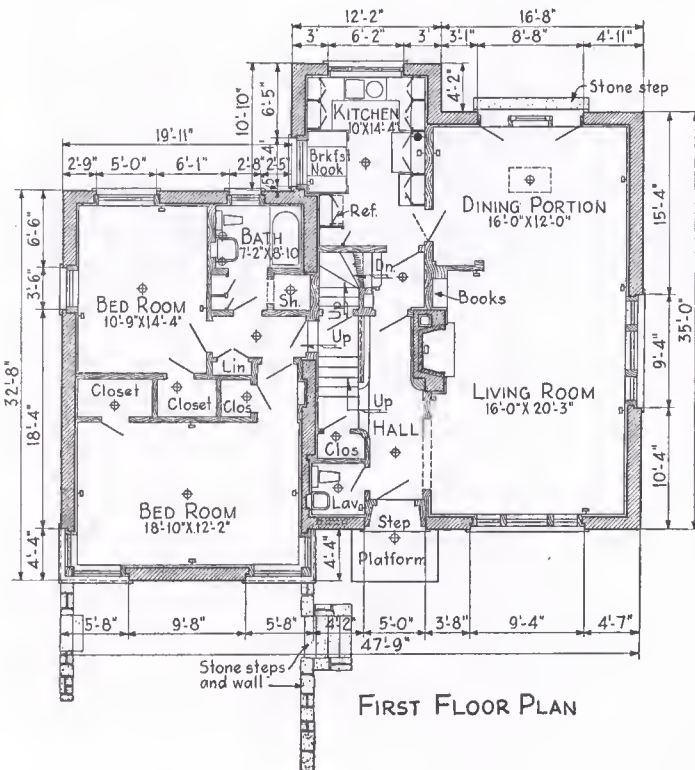 12'-2"
16'-8"
3' 6'-2" 3' 3'-1" 8'-8" 4'-11"
4'-2"
Stone step
10'-10"
6'-5"
KITCHEN
10'X14'-4"
19'-11"
2'-9" 5'-0" 6'-1" 2'-8" 2'-5"
Brkfst
Nook
Ref.
DINING PORTION
16'-0"X12'-0"
15'-4"
6'-6"
BATH
7'-2"X8'-10
Dn.
3'-6"
BED ROOM
10'-9"X14'-4"
Sh.
Up
Up
Books
35'-0"
9'-4"
32'-8"
Lin
Closet
Closet
Clos
Up
LIVING ROOM
16'-0"X 20'-3"
18'-4"
HALL
Clos
BED ROOM
18'-10"X12'-2"
Lav.
10'-4"
Step
Platform
4'-4"
4'-4"
5'-8" 9'-8" 5'-8" 4'-2" 5'-0" 3'-8" 9'-4" 4'-7"
47'-9"
Stone steps
and wall
FIRST FLOOR PLAN